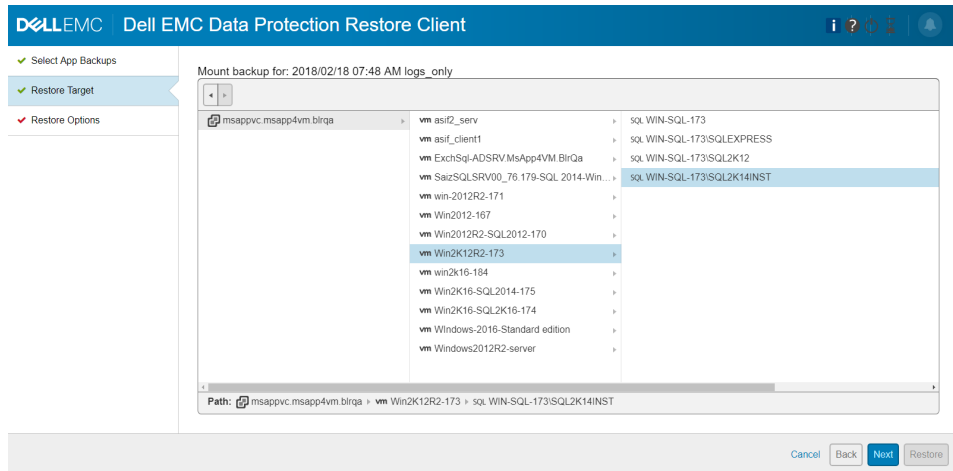 DELLEMC Dell EMC Data Protection Restore Client
Select App Backups
Restore Target
Restore Options
Mount backup for: 2018/02/18 07:48 AM logs_only
msappvc.msapp4vm.blrqa
vm asif2_serv
vm asif_client1
vm ExchSql-ADSRV.MsApp4VM.BlrQa
vm SaizSQLSRV00_76.179-SQL 2014-Win...
vm win-2012R2-171
vm Win2012-167
vm Win2012R2-SQL2012-170
vm Win2K12R2-173
vm win2k16-184
vm Win2K16-SQL2014-175
vm Win2K16-SQL2K16-174
vm WIndows-2016-Standard edition
vm Windows2012R2-server
SQL WIN-SQL-173
SQL WIN-SQL-173\SQLEXPRESS
SQL WIN-SQL-173\SQL2K12
SQL WIN-SQL-173\SQL2K14INST
Path: msappvc.msapp4vm.blrqa vm Win2K12R2-173 SQL WIN-SQL-173\SQL2K14INST
Cancel Back Next Restore